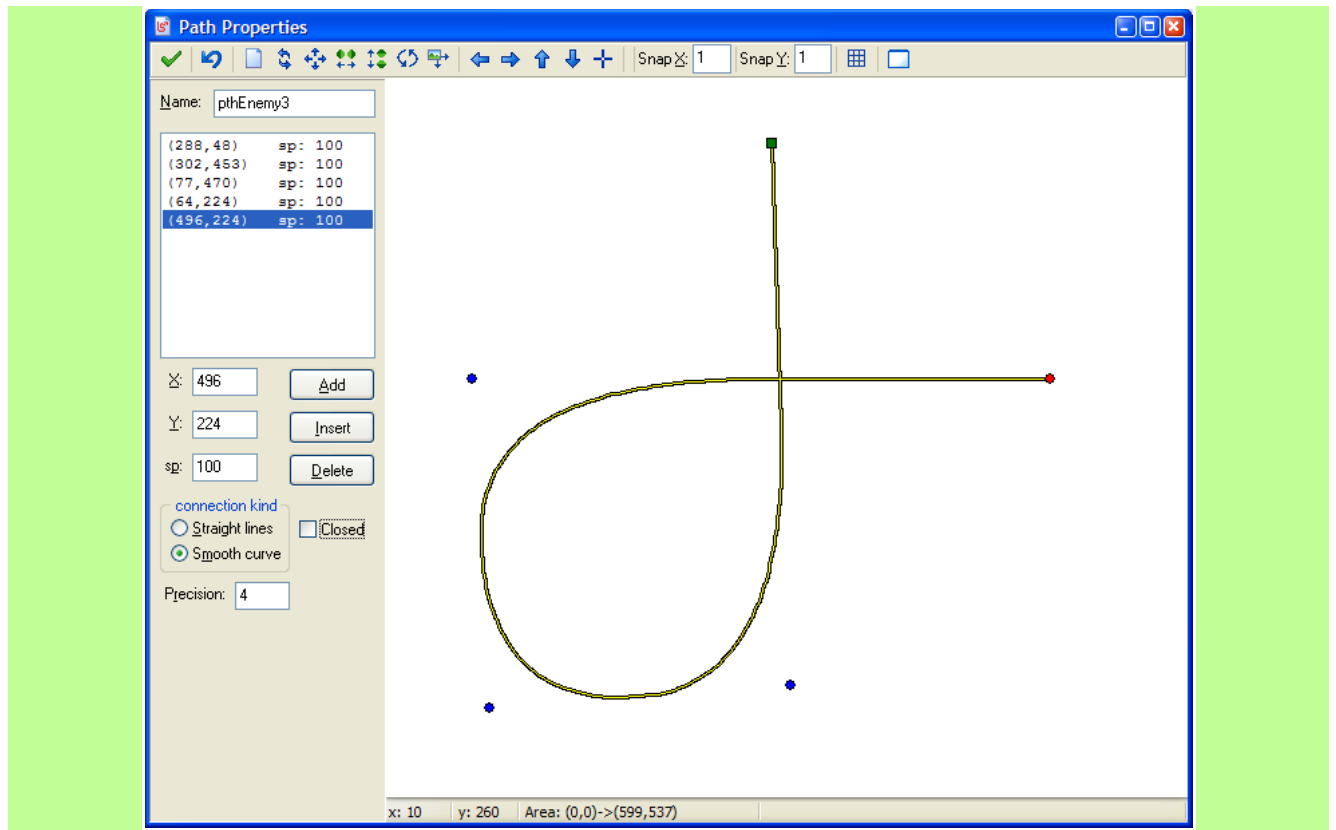 Path Properties
Snap X: 1 Snap Y: 1
Name: pthEnemy3
(288,48) sp: 100
(302,453) sp: 100
(77,470) sp: 100
(64,224) sp: 100
(496,224) sp: 100
X: 496 Add
Y: 224 Insert
sp: 100 Delete
connection kind
Straight lines Closed
Smooth curve
Precision: 4
x: 10 y: 260 Area: (0,0)->(599,537)